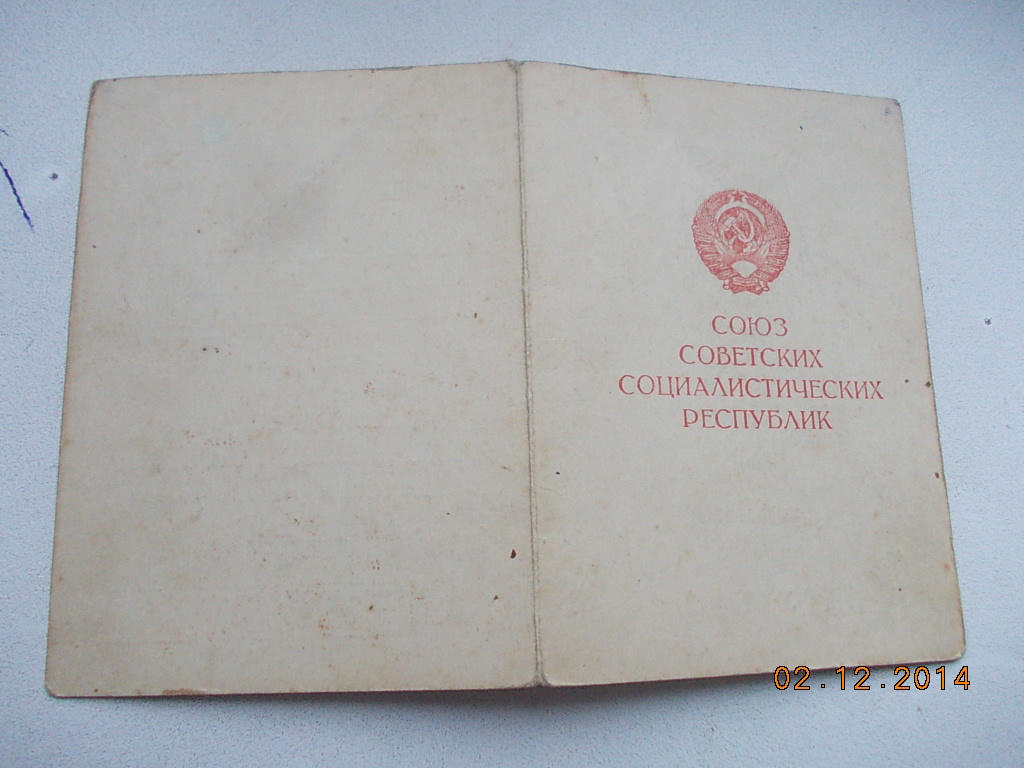 СОЮЗ
СОВЕТСКИХ
СОЦИАЛИСТИЧЕСКИХ
РЕСПУБЛИК
02.12.2014